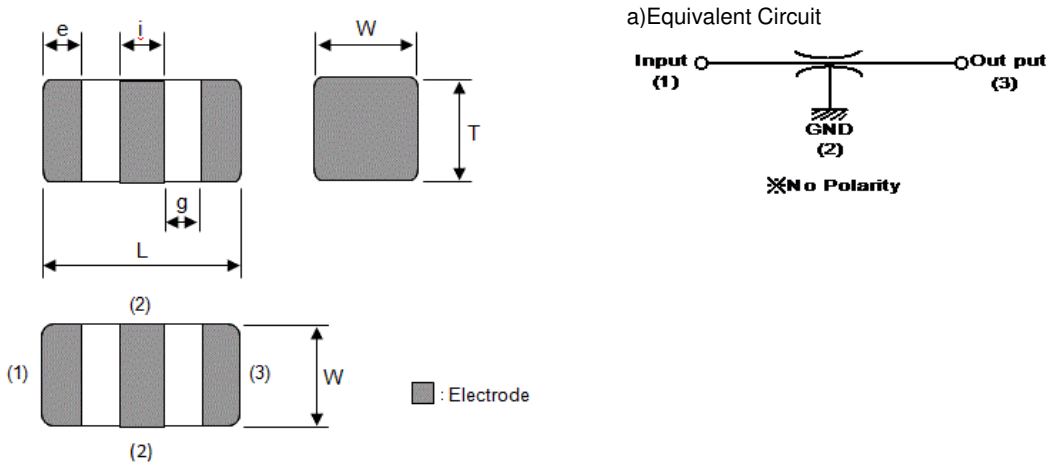 a)Equivalent Circuit
e
i
W
Input
(1)
Out put
(3)
T
GND
(2)
※No Polarity
g
L
(2)
(1)
(3)
W
: Electrode
(2)